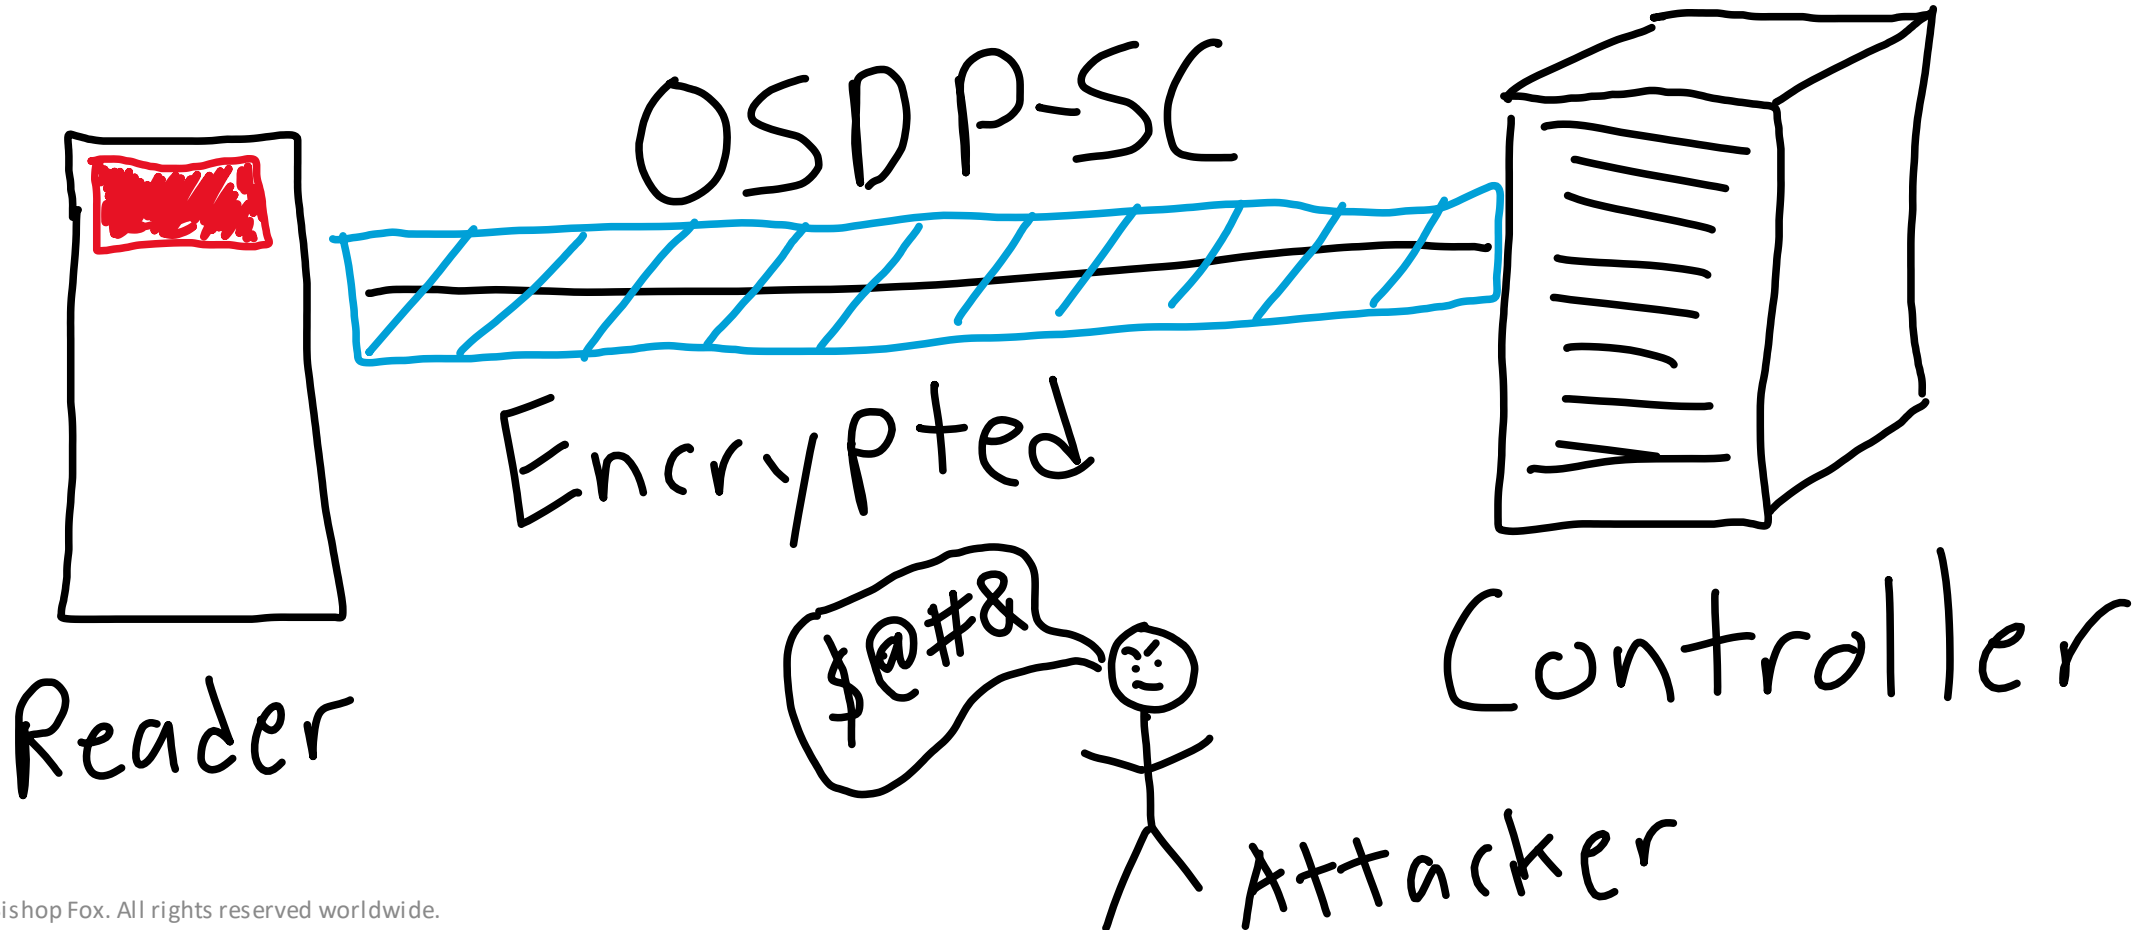 OSDP-SC
Encrypted
$@#&
Reader
Controller
Attacker
ishop Fox. All rights reserved worldwide.